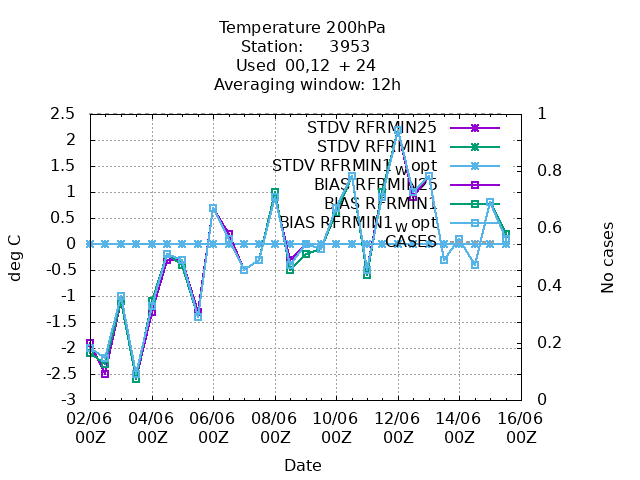 Temperature 200hPa
Station: 3953
Used 00,12 + 24
Averaging window: 12h
2.5
2
1.5
1
0.5
0
-0.5
-1
-1.5
-2
-2.5
-3
deg C
1
0.8
0.6
0.4
0.2
0
No cases
STDV RFRMIN25
STDV RFRMIN1
STDV RFRMIN1w opt
BIAS RFRMIN25
BIAS RFRMIN1
BIAS RFRMIN1w opt
CASES
02/06 04/06 06/06 08/06 10/06 12/06 14/06 16/06
00Z 00Z 00Z 00Z 00Z 00Z 00Z 00Z
Date